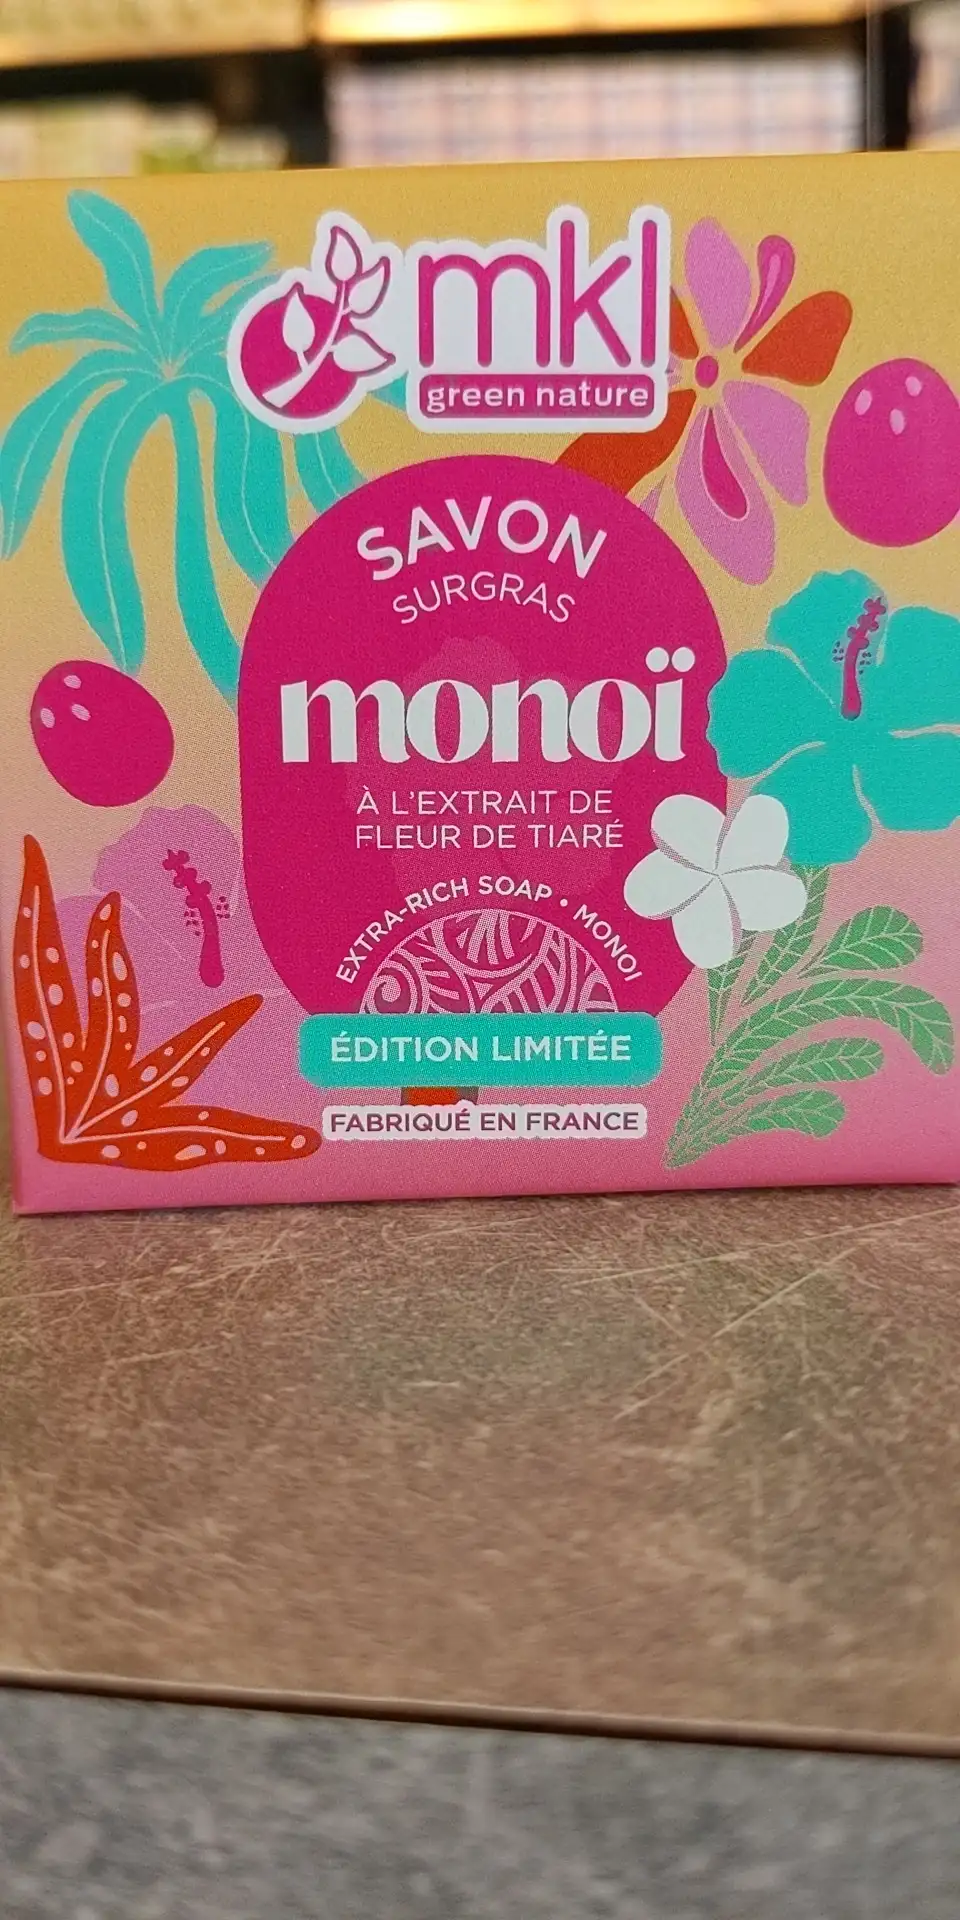 mkl
green nature
SAVON
SURGRAS
monoï
À L'EXTRAIT DE
FLEUR DE TIARÉ
EXTRA-RICH SOAP • MONOI
ÉDITION LIMITÉE
FABRIQUÉ EN FRANCE